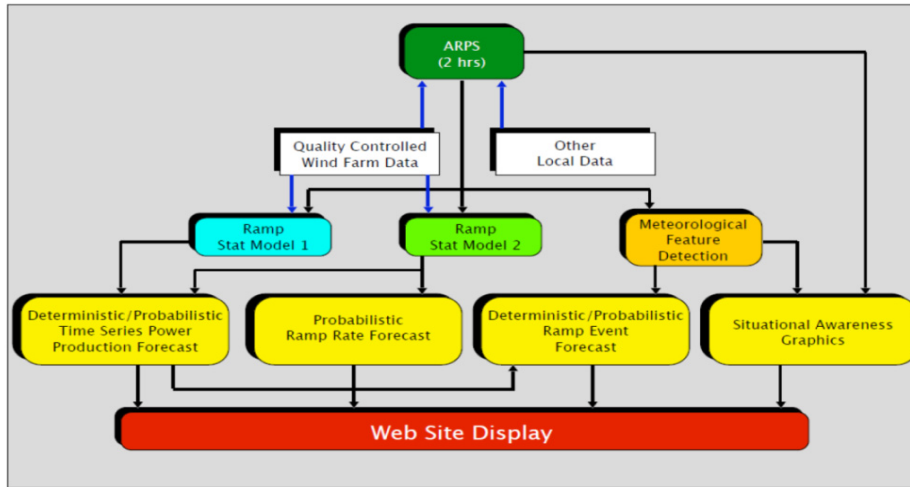 ARPS
(2 hrs)
Quality Controlled
Wind Farm Data
Other
Local Data
Ramp
Stat Model 1
Ramp
Stat Model 2
Meteorological
Feature
Detection
Deterministic/Probabilistic
Time Series Power
Production Forecast
Probabilistic
Ramp Rate Forecast
Deterministic/Probabilistic
Ramp Event
Forecast
Situational Awareness
Graphics
Web Site Display